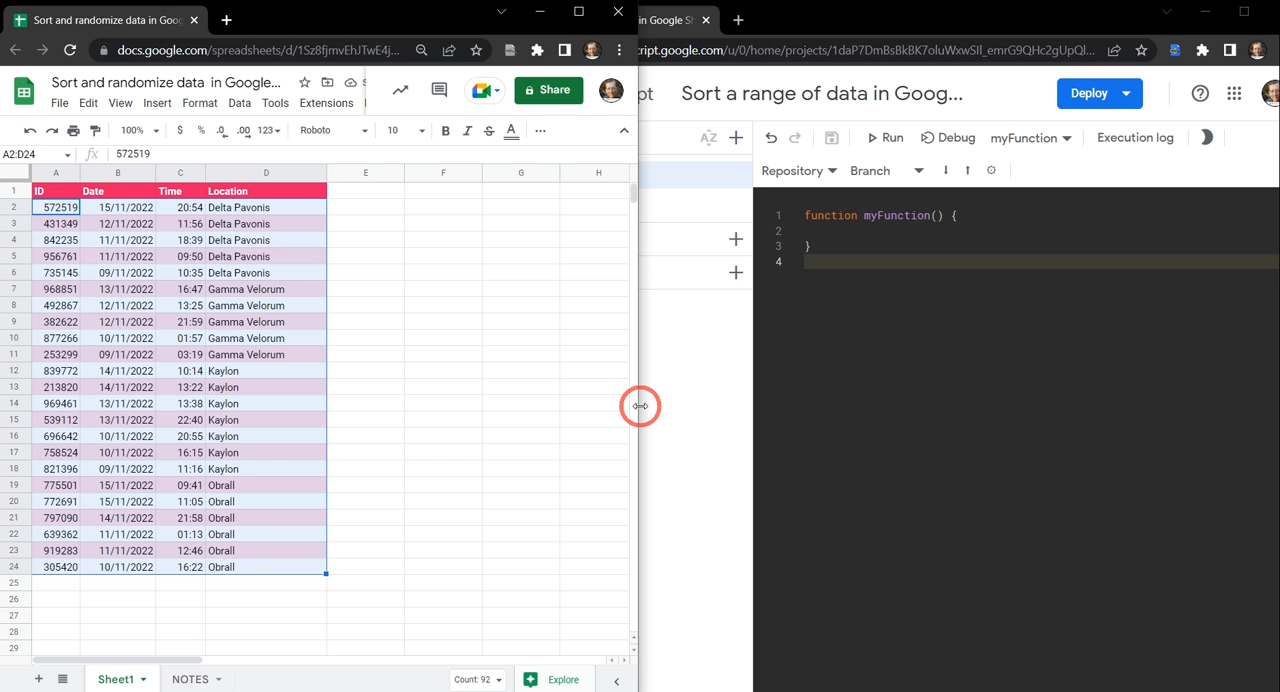 Sort and randomize data in Goog
docs.google.com/spreadsheets/d/1Sz8fjmvEhJTwE4j...
Sort and randomize data in Google...
File Edit View Insert Format Data Tools Extensions
Share
100% $ % .0 .00 123 Roboto 10 B I S A
A2:D24 fx 572519
A B C D E F G H
1 ID Date Time Location
2 572519 15/11/2022 20:54 Delta Pavonis
3 431349 12/11/2022 11:56 Delta Pavonis
4 842235 11/11/2022 18:39 Delta Pavonis
5 956761 11/11/2022 09:50 Delta Pavonis
6 735145 09/11/2022 10:35 Delta Pavonis
7 968851 13/11/2022 16:47 Gamma Velorum
8 492867 12/11/2022 13:25 Gamma Velorum
9 382622 12/11/2022 21:59 Gamma Velorum
10 877266 10/11/2022 01:57 Gamma Velorum
11 253299 09/11/2022 03:19 Gamma Velorum
12 839772 14/11/2022 10:14 Kaylon
13 213820 14/11/2022 13:22 Kaylon
14 969461 13/11/2022 13:38 Kaylon
15 539112 13/11/2022 22:40 Kaylon
16 696642 10/11/2022 20:55 Kaylon
17 758524 10/11/2022 16:15 Kaylon
18 821396 09/11/2022 11:16 Kaylon
19 775501 15/11/2022 09:41 Obrall
20 772691 15/11/2022 11:05 Obrall
21 797090 14/11/2022 21:58 Obrall
22 639362 11/11/2022 01:13 Obrall
23 919283 11/11/2022 12:46 Obrall
24 305420 10/11/2022 16:22 Obrall
25
26
27
28
29
Sheet1 NOTES Count: 92 Explore
in Google Sh
ript.google.com/u/0/home/projects/1daP7DmBsBkBK7oluWxwSIl_emrG9QHc2gUpQl...
pt Sort a range of data in Goog... Deploy
AZ Run Debug myFunction Execution log
Repository Branch
1 function myFunction() {
2
3 }
4